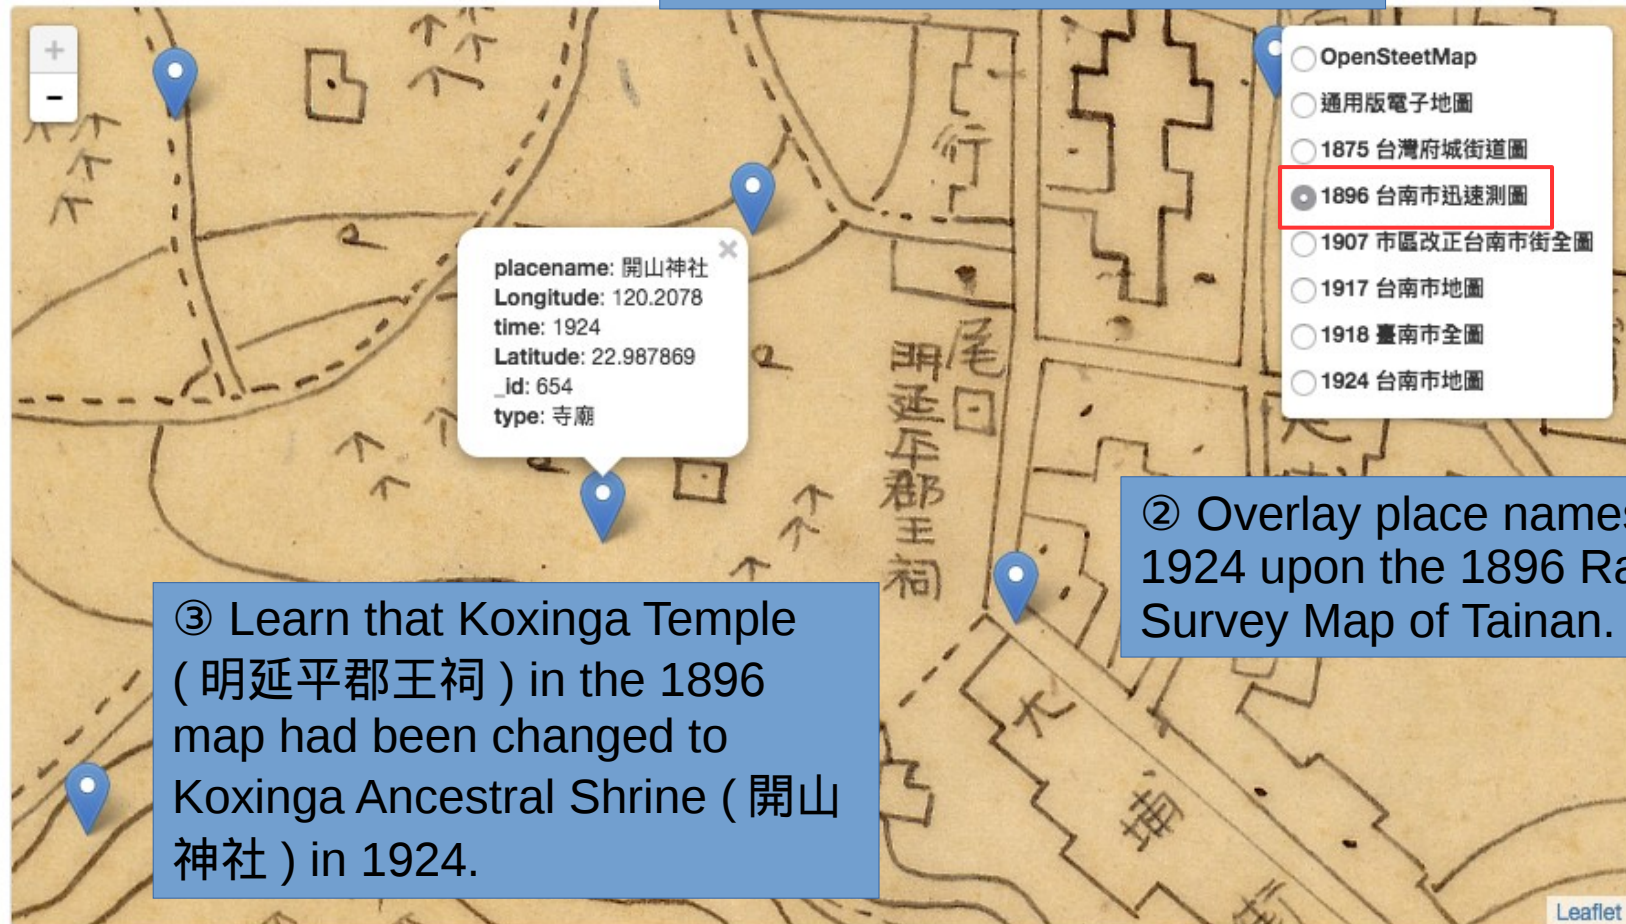 +
-
OpenSteetMap
通用版電子地圖
1875 台灣府城街道圖
1896 台南市迅速測圖
1907 市區改正台南市街全圖
1917 台南市地圖
1918 臺南市全圖
1924 台南市地圖
×
placename: 開山神社
Longitude: 120.2078
time: 1924
Latitude: 22.987869
_id: 654
type: 寺廟
行
尾
明延平郡王祠
② Overlay place names
1924 upon the 1896 Ra
Survey Map of Tainan.
③ Learn that Koxinga Temple
( 明延平郡王祠 ) in the 1896
map had been changed to
Koxinga Ancestral Shrine ( 開山
神社 ) in 1924.
大
埔
Leaflet